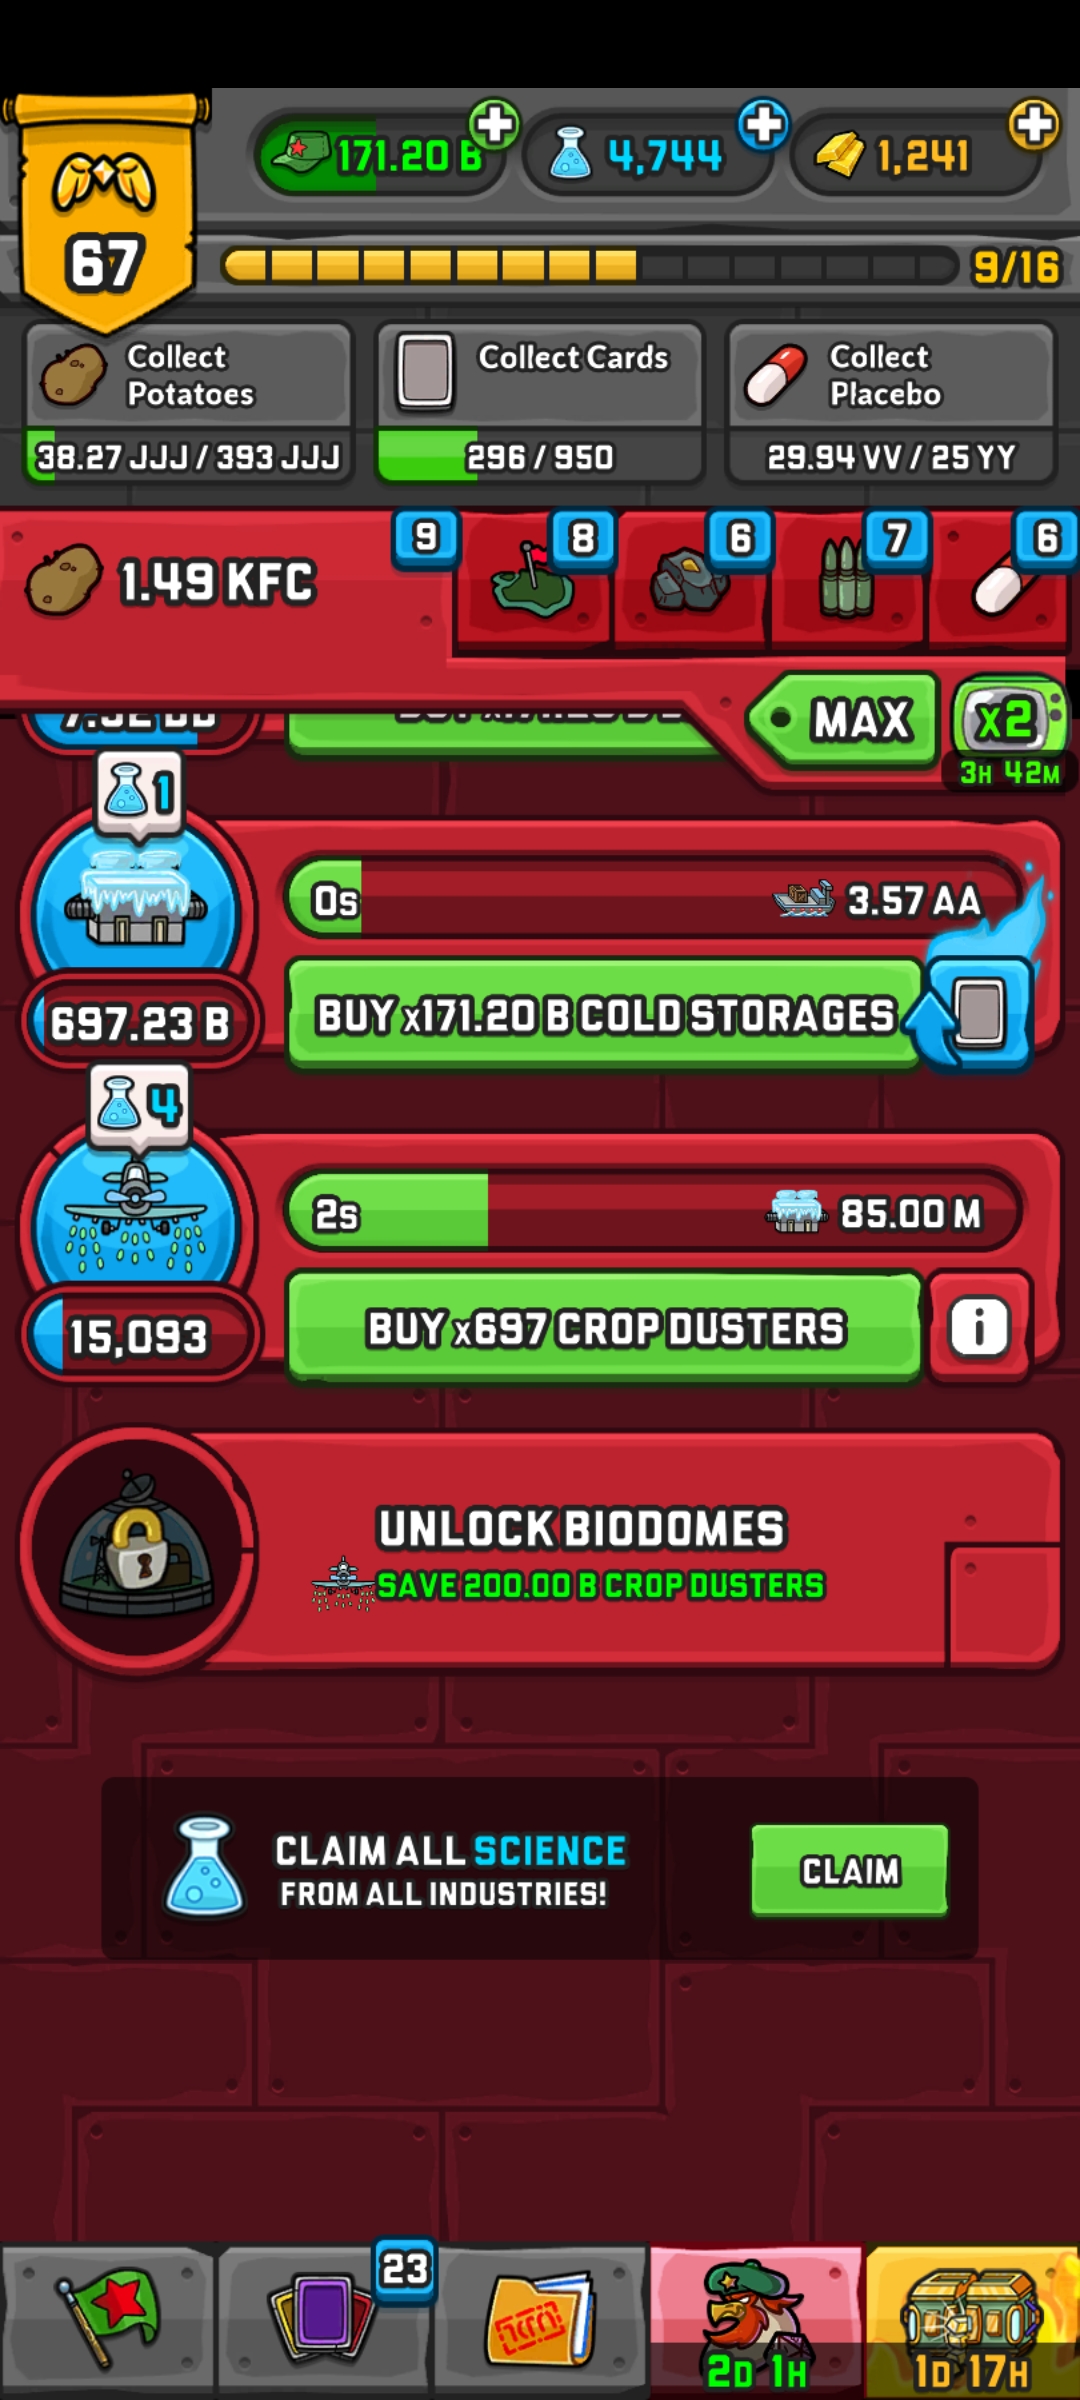 171.20 B
4,744
1,241
67
9/16
Collect
Potatoes
38.27 JJJ / 393 JJJ
Collect Cards
296 / 950
Collect
Placebo
29.94 VV / 25 YY
1.49 KFC
9
8
6
7
6
MAX
x2
3H 42M
1
0s
3.57 AA
BUY x171.20 B COLD STORAGES
697.23 B
4
2s
85.00 M
BUY x697 CROP DUSTERS
i
15,093
UNLOCK BIODOMES
SAVE 200.00 B CROP DUSTERS
CLAIM ALL SCIENCE
FROM ALL INDUSTRIES!
CLAIM
23
2D 1H
1D 17H